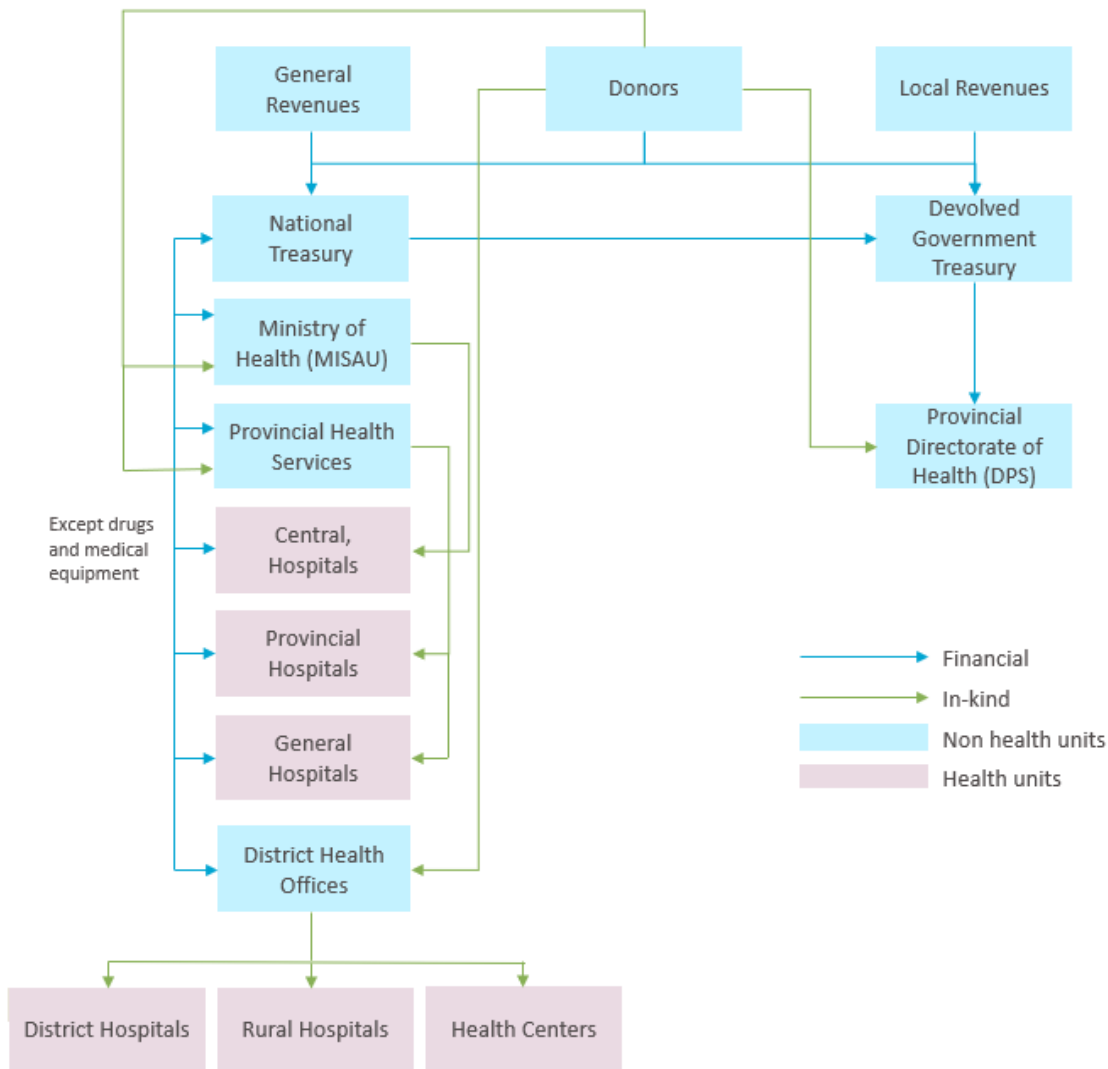 General
Revenues
Donors
Local Revenues
National
Treasury
Devolved
Government
Treasury
Ministry of
Health (MISAU)
Provincial Health
Services
Provincial
Directorate of
Health (DPS)
Except drugs
and medical
equipment
Central,
Hospitals
Provincial
Hospitals
General
Hospitals
District Health
Offices
District Hospitals
Rural Hospitals
Health Centers
Financial
In-kind
Non health units
Health units